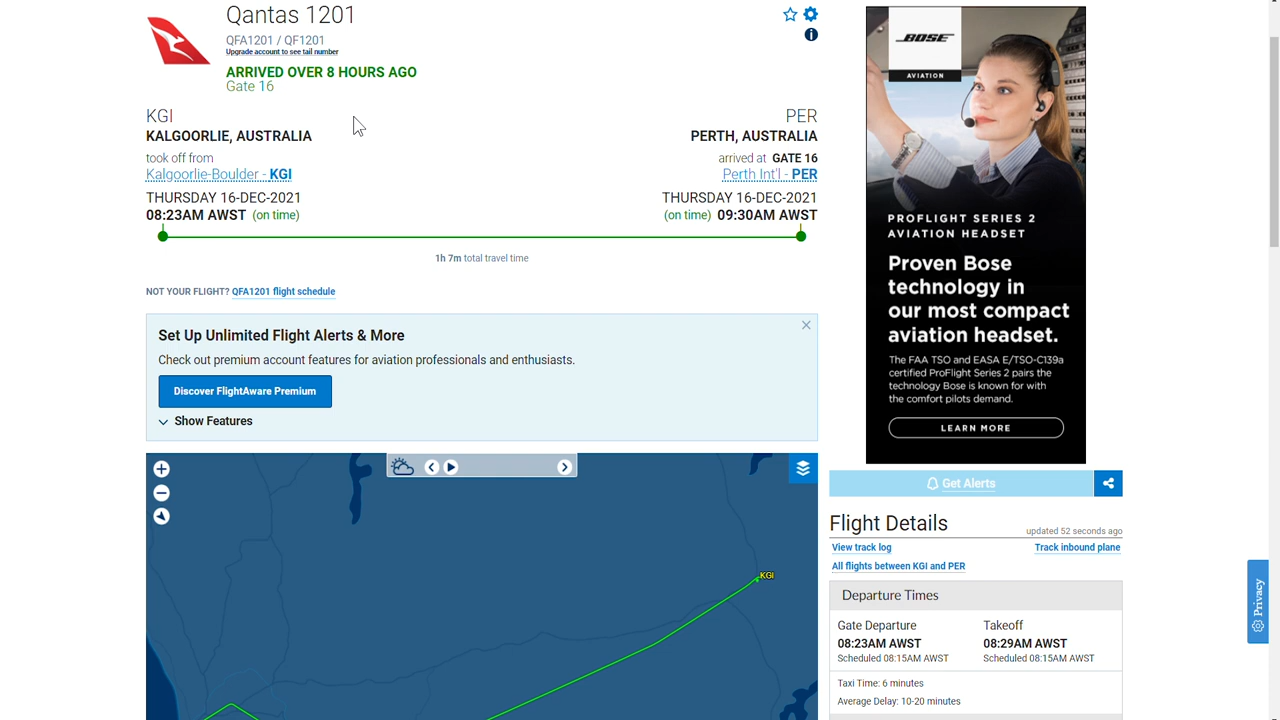 Qantas 1201
QFA1201 / QF1201
Upgrade account to see tail number
ARRIVED OVER 8 HOURS AGO
Gate 16
KGI
KALGOORLIE, AUSTRALIA
took off from
Kalgoorlie-Boulder - KGI
THURSDAY 16-DEC-2021
08:23AM AWST (on time)
PER
PERTH, AUSTRALIA
arrived at GATE 16
Perth Int'l - PER
THURSDAY 16-DEC-2021
(on time) 09:30AM AWST
1h 7m total travel time
NOT YOUR FLIGHT? QFA1201 flight schedule
Set Up Unlimited Flight Alerts & More
Check out premium account features for aviation professionals and enthusiasts.
Discover FlightAware Premium
Show Features
KGI
BOSE
AVIATION
PROFLIGHT SERIES 2
AVIATION HEADSET
Proven Bose
technology in
our most compact
aviation headset.
The FAA TSO and EASA E/TSO-C139a
certified ProFlight Series 2 pairs the
technology Bose is known for with
the comfort pilots demand.
LEARN MORE
Get Alerts
Flight Details
updated 52 seconds ago
View track log
Track inbound plane
All flights between KGI and PER
Departure Times
Gate Departure
08:23AM AWST
Scheduled 08:15AM AWST
Takeoff
08:29AM AWST
Scheduled 08:15AM AWST
Taxi Time: 6 minutes
Average Delay: 10-20 minutes
Privacy